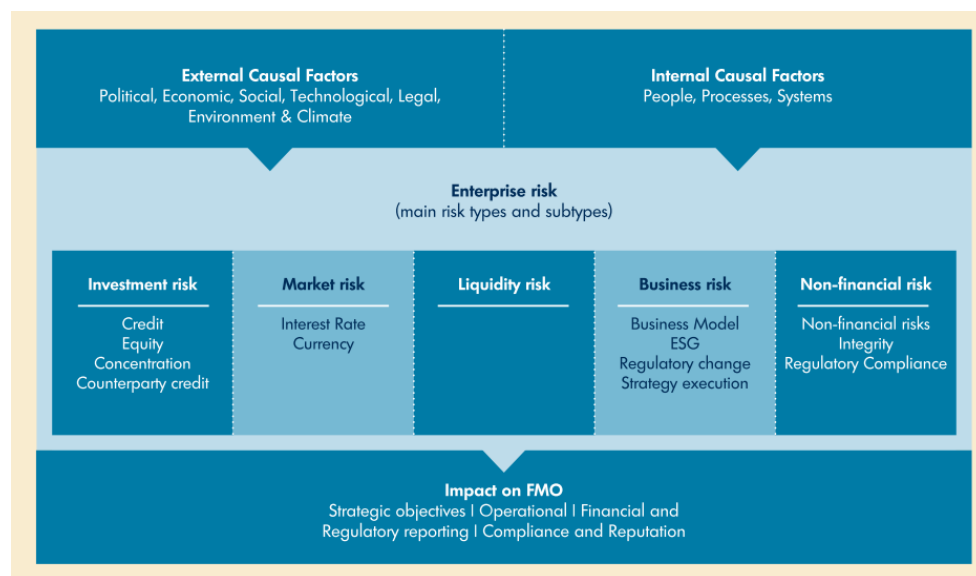 External Causal Factors
Political, Economic, Social, Technological, Legal,
Environment & Climate
Internal Causal Factors
People, Processes, Systems
Enterprise risk
(main risk types and subtypes)
Investment risk
Credit
Equity
Concentration
Counterparty credit
Market risk
Interest Rate
Currency
Liquidity risk
Business risk
Business Model
ESG
Regulatory change
Strategy execution
Non-financial risk
Non-financial risks
Integrity
Regulatory Compliance
Impact on FMO
Strategic objectives | Operational | Financial and
Regulatory reporting | Compliance and Reputation